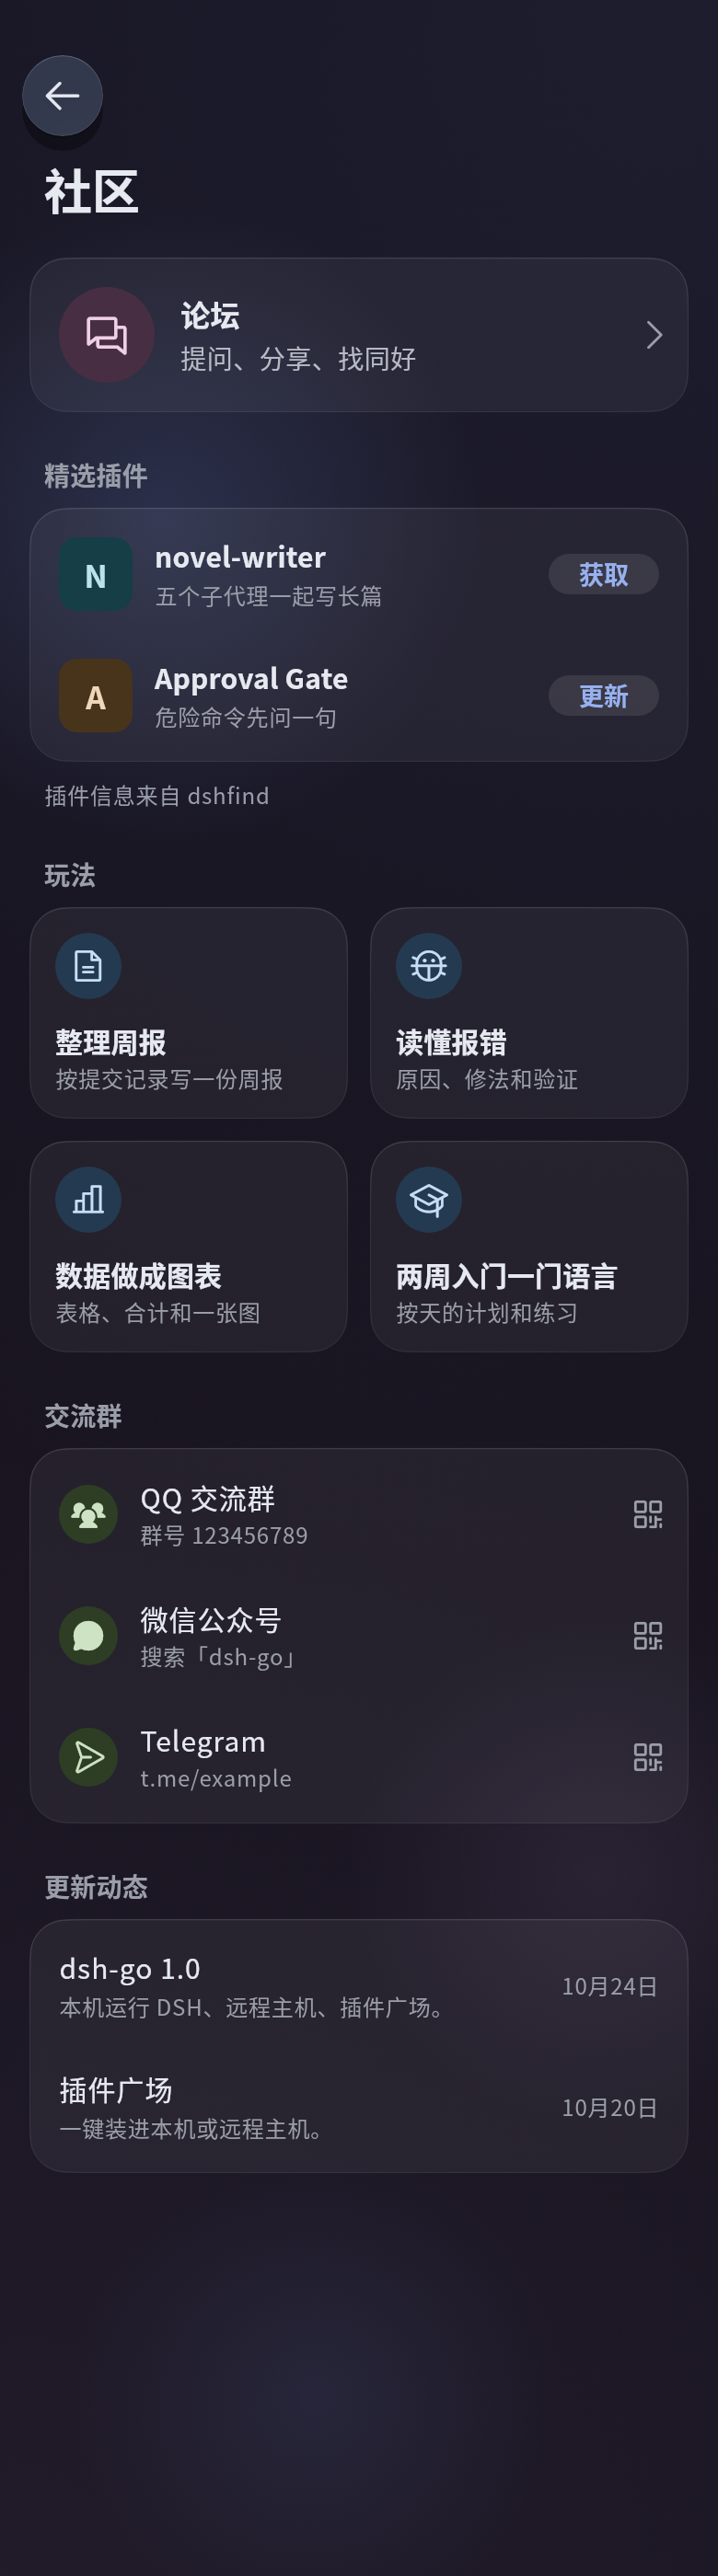 社区
论坛
提问、分享、找同好
精选插件
N
novel-writer
五个子代理一起写长篇
获取
A
Approval Gate
危险命令先问一句
更新
插件信息来自 dshfind
玩法
整理周报
按提交记录写一份周报
读懂报错
原因、修法和验证
数据做成图表
表格、合计和一张图
两周入门一门语言
按天的计划和练习
交流群
QQ 交流群
群号 123456789
微信公众号
搜索「dsh-go」
Telegram
t.me/example
更新动态
dsh-go 1.0
本机运行 DSH、远程主机、插件广场。
10月24日
插件广场
一键装进本机或远程主机。
10月20日